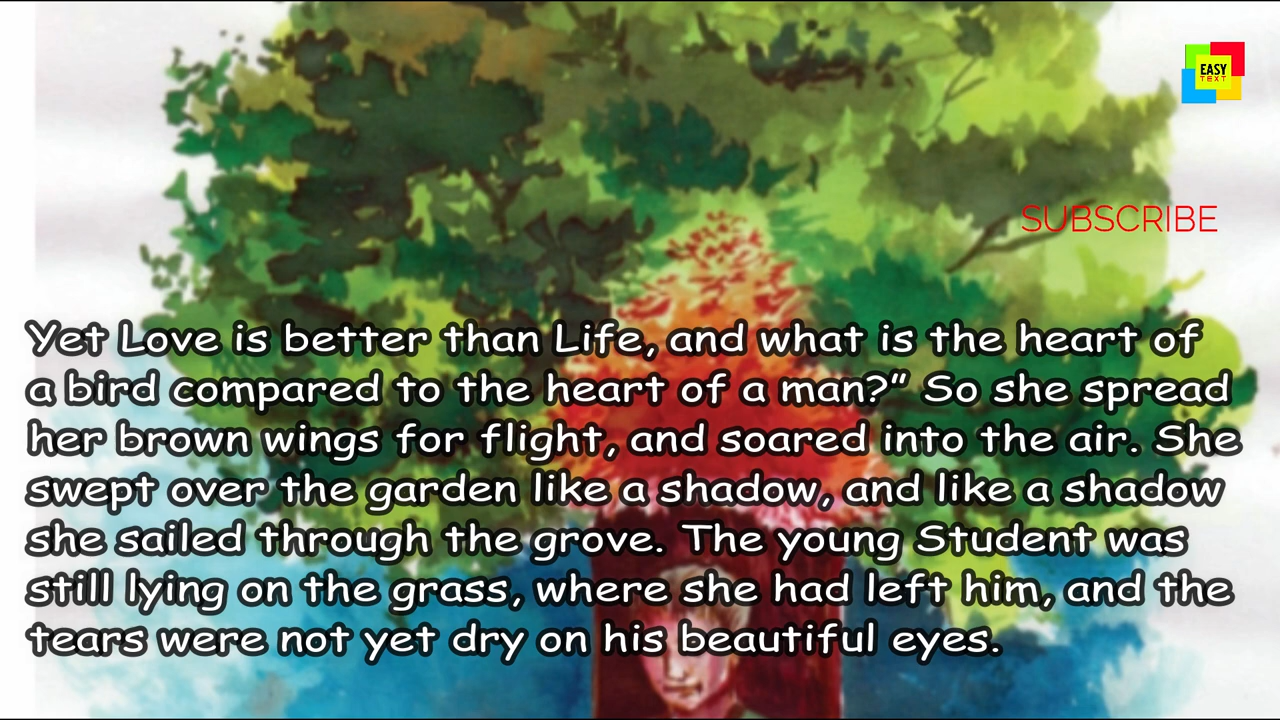 EASY
TEXT
SUBSCRIBE
Yet Love is better than Life, and what is the heart of
a bird compared to the heart of a man?” So she spread
her brown wings for flight, and soared into the air. She
swept over the garden like a shadow, and like a shadow
she sailed through the grove. The young Student was
still lying on the grass, where she had left him, and the
tears were not yet dry on his beautiful eyes.